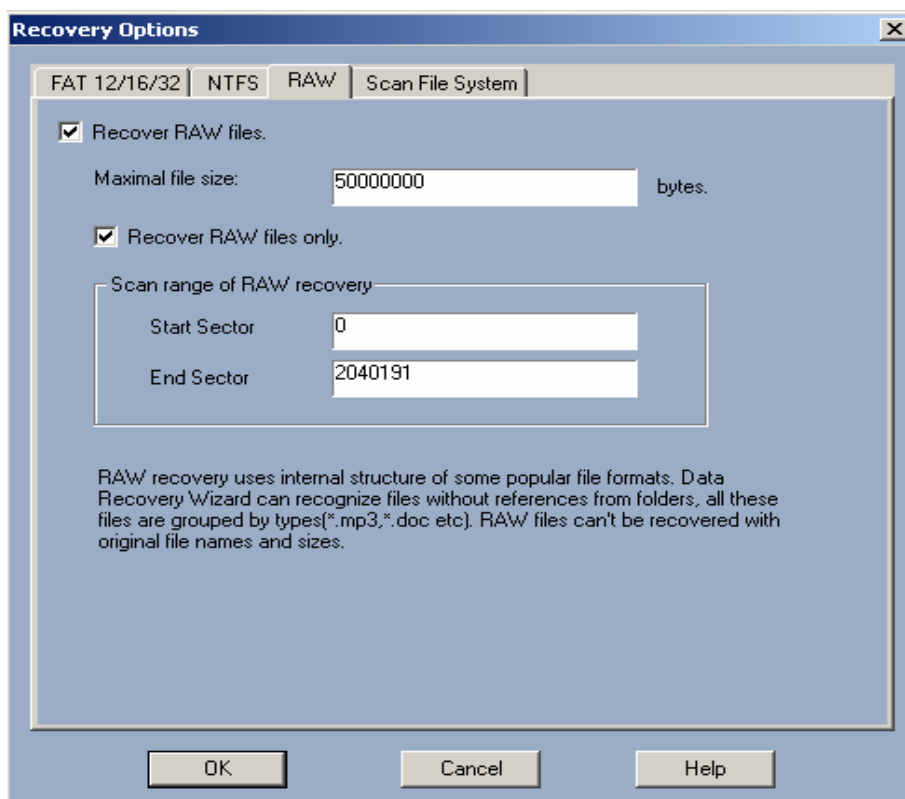 Recovery Options
FAT 12/16/32 NTFS RAW Scan File System
Recover RAW files.
Maximal file size: 50000000 bytes.
Recover RAW files only.
Scan range of RAW recovery
Start Sector 0
End Sector 2040191
RAW recovery uses internal structure of some popular file formats. Data
Recovery Wizard can recognize files without references from folders, all these
files are grouped by types(*.mp3,*.doc etc). RAW files can't be recovered with
original file names and sizes.
OK Cancel Help